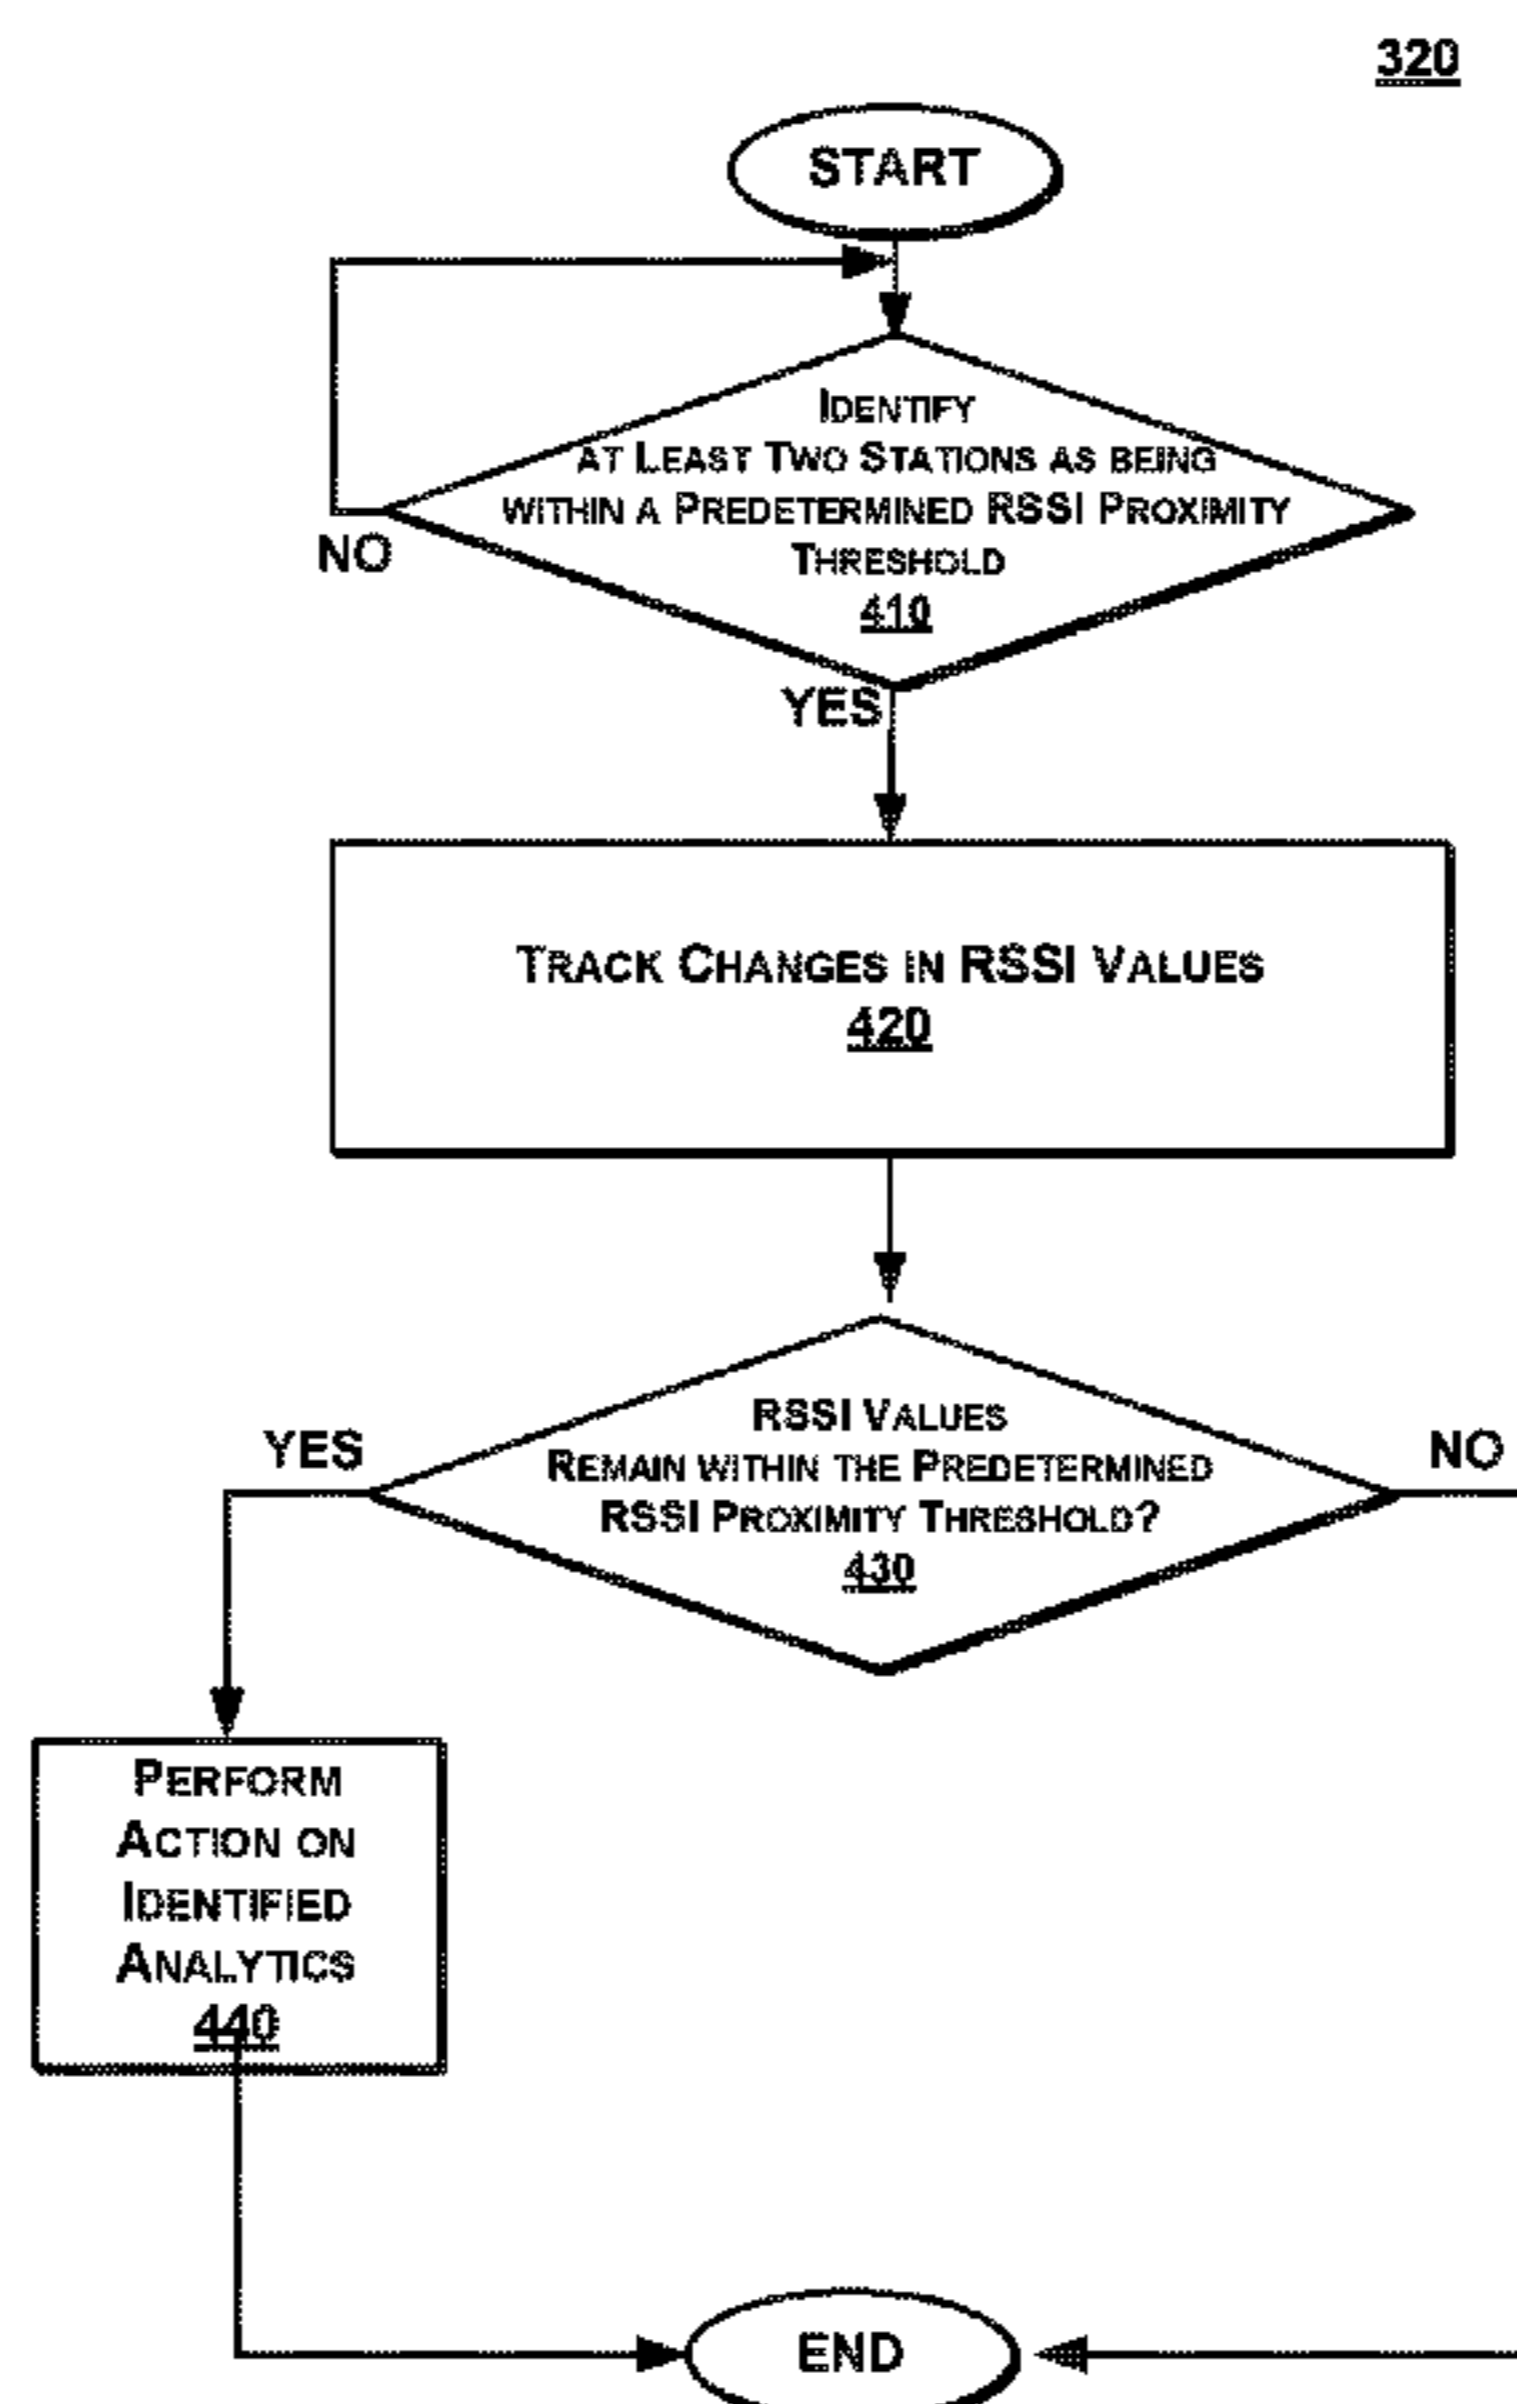 320
START
IDENTIFY
AT LEAST TWO STATIONS AS BEING
WITHIN A PREDETERMINED RSSI PROXIMITY
THRESHOLD
410
NO
YES
TRACK CHANGES IN RSSI VALUES
420
RSSI VALUES
REMAIN WITHIN THE PREDETERMINED
RSSI PROXIMITY THRESHOLD?
430
YES
NO
PERFORM
ACTION ON
IDENTIFIED
ANALYTICS
440
END